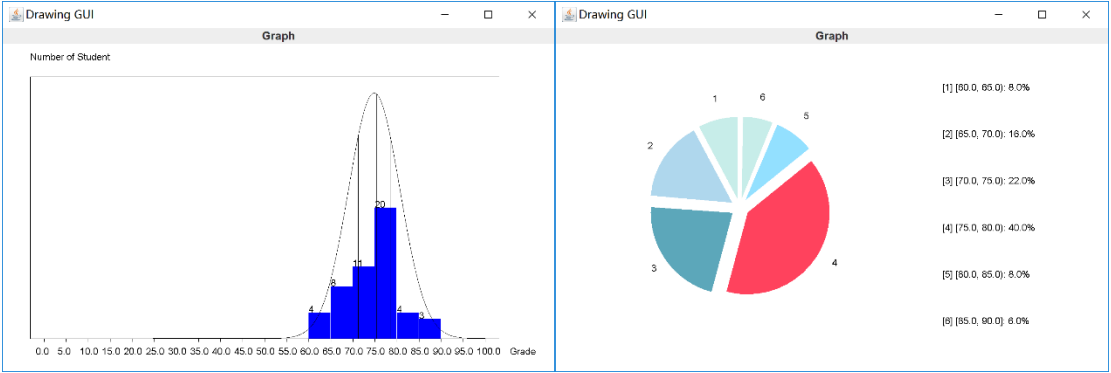 Drawing GUI
Graph
Number of Student
4
8
11
20
4
3
0.0 5.0 10.0 15.0 20.0 25.0 30.0 35.0 40.0 45.0 50.0 55.0 60.0 65.0 70.0 75.0 80.0 85.0 90.0 95.0 100.0 Grade
Drawing GUI
Graph
1
2
3
4
5
6
[1] [60.0, 65.0): 8.0%
[2] [65.0, 70.0): 16.0%
[3] [70.0, 75.0): 22.0%
[4] [75.0, 80.0): 40.0%
[5] [80.0, 85.0): 8.0%
[6] [85.0, 90.0): 6.0%